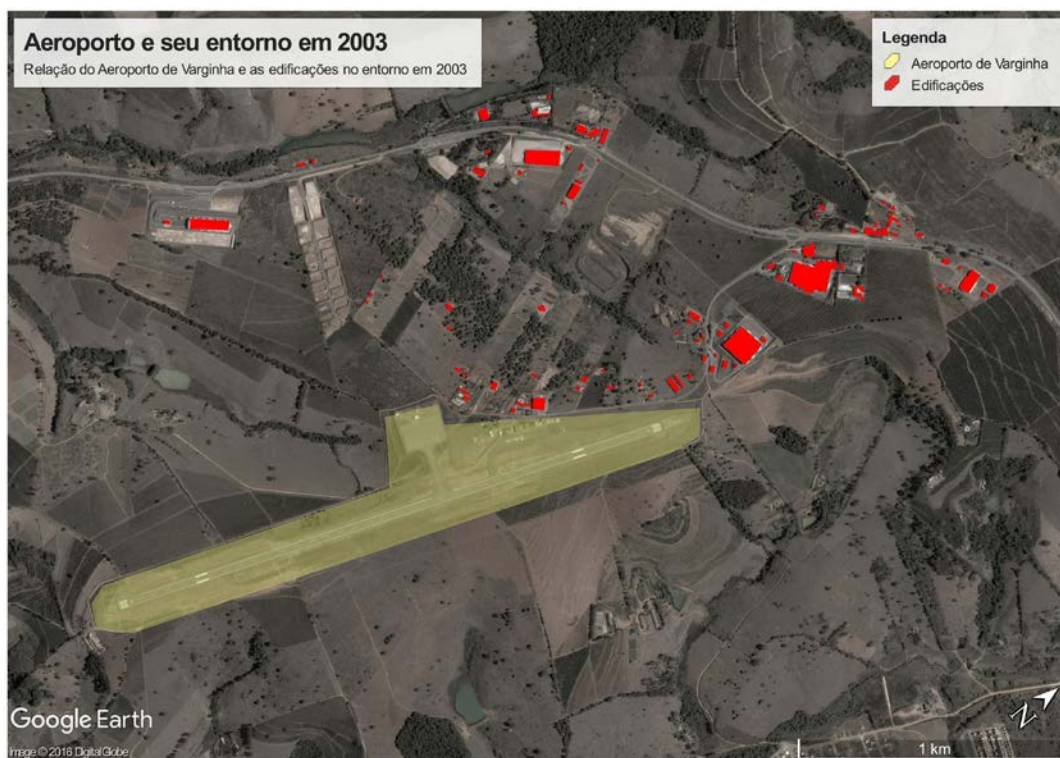 Aeroporto e seu entorno em 2003
Relação do Aeroporto de Varginha e as edificações no entorno em 2003
Legenda
Aeroporto de Varginha
Edificações
Google Earth
Image © 2016 DigitalGlobe
N
1 km